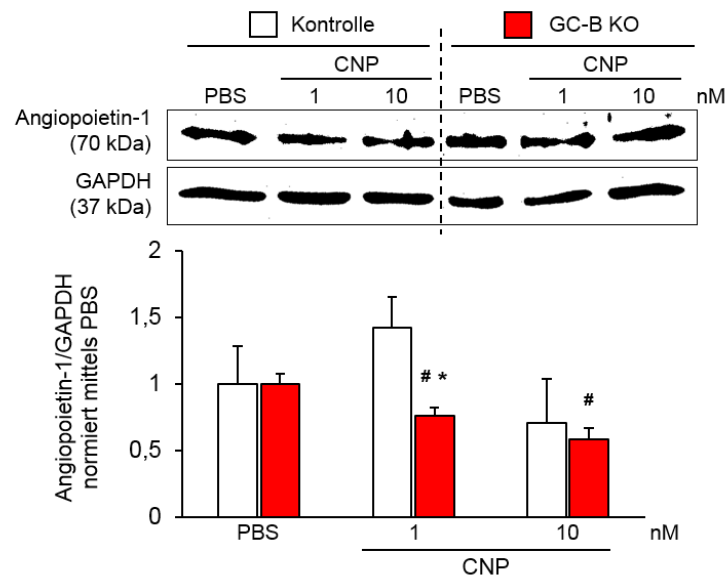 Kontrolle
GC-B KO
CNP
CNP
PBS
1
10
PBS
1
10
nM
Angiopoietin-1
(70 kDa)
GAPDH
(37 kDa)
Angiopoietin-1/GAPDH
normiert mittels PBS
2
1,5
1
0,5
0
# *
#
PBS
1
10
nM
CNP